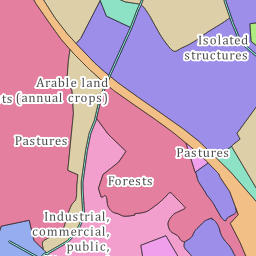 Isolated
structures
Arable land
ts (annual crops)
Pastures
Pastures
Forests
Industrial,
commercial,
public,